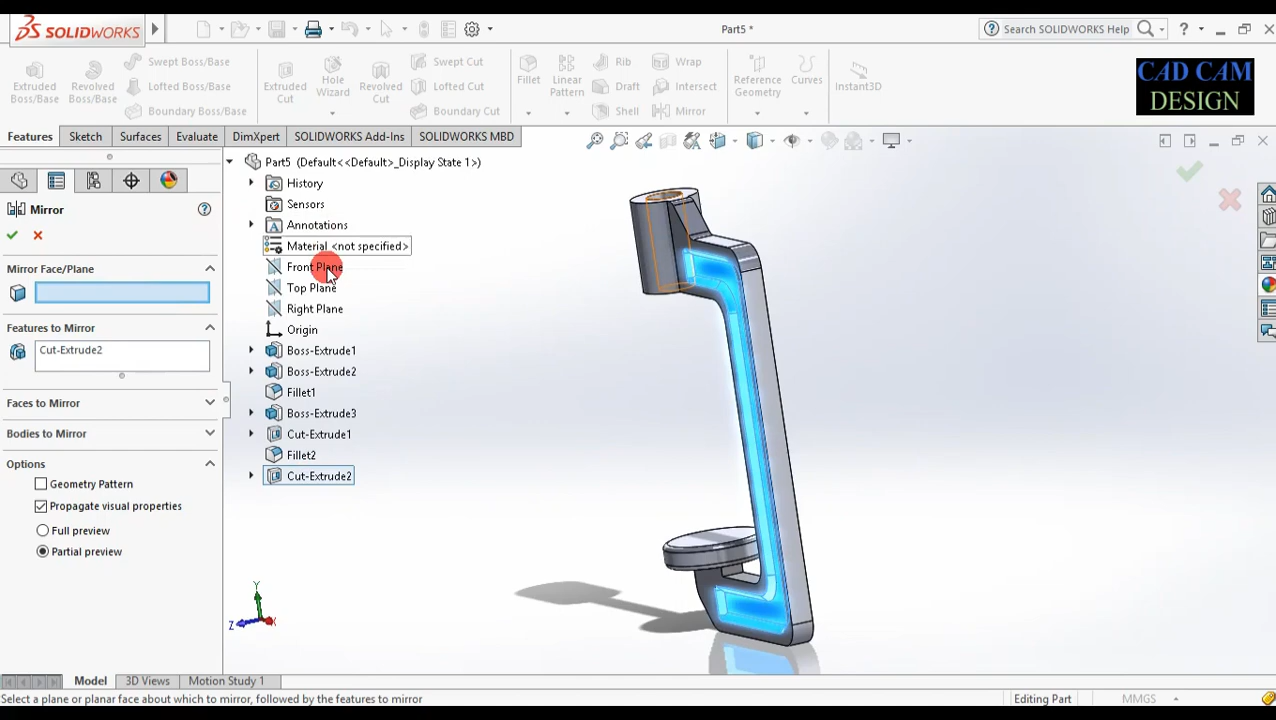 SOLIDWORKS
Part5 *
Search SOLIDWORKS Help
?
CAD CAM
DESIGN
Extruded
Boss/Base
Revolved
Boss/Base
Swept Boss/Base
Lofted Boss/Base
Boundary Boss/Base
Extruded
Cut
Hole
Wizard
Revolved
Cut
Swept Cut
Lofted Cut
Boundary Cut
Fillet
Linear
Pattern
Rib
Draft
Shell
Wrap
Intersect
Mirror
Reference
Geometry
Curves
Instant3D
Features
Sketch
Surfaces
Evaluate
DimXpert
SOLIDWORKS Add-Ins
SOLIDWORKS MBD
Mirror
Mirror Face/Plane
Features to Mirror
Cut-Extrude2
Faces to Mirror
Bodies to Mirror
Options
Geometry Pattern
Propagate visual properties
Full preview
Partial preview
Part5 (Default<<Default>_Display State 1>)
History
Sensors
Annotations
Material <not specified>
Front Plane
Top Plane
Right Plane
Origin
Boss-Extrude1
Boss-Extrude2
Fillet1
Boss-Extrude3
Cut-Extrude1
Fillet2
Cut-Extrude2
Y
Z
X
Model
3D Views
Motion Study 1
Select a plane or planar face about which to mirror, followed by the features to mirror
Editing Part
MMGS